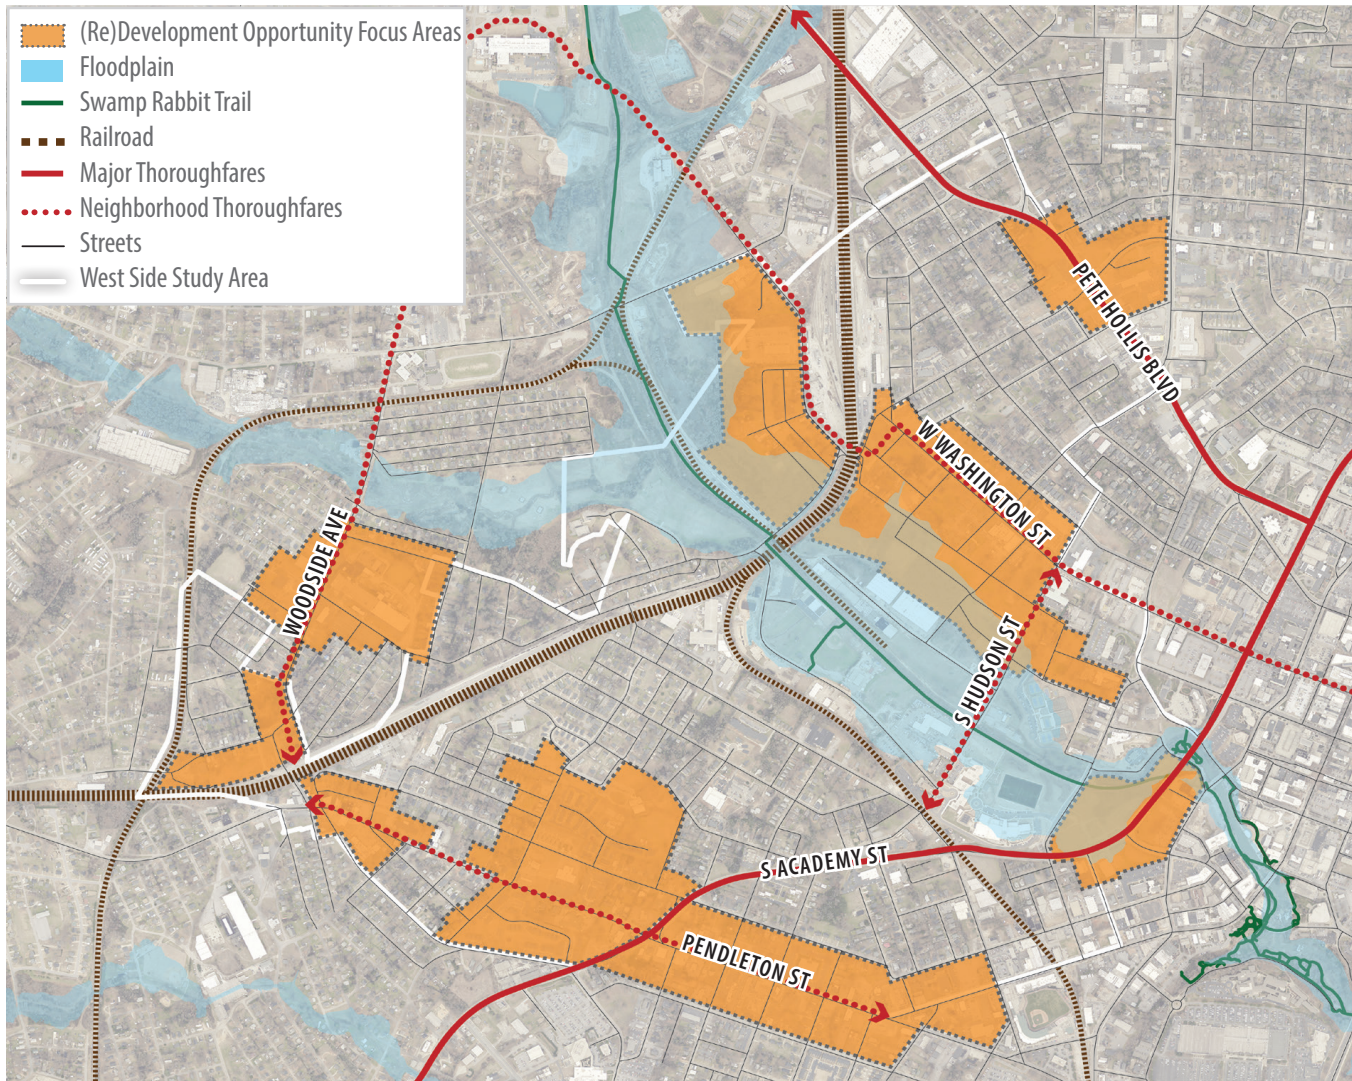 (Re)Development Opportunity Focus Areas
Floodplain
Swamp Rabbit Trail
Railroad
Major Thoroughfares
Neighborhood Thoroughfares
Streets
West Side Study Area
PETE HOLLIS BLVD
W WASHINGTON ST
WOODSIDE AVE
S HUDSON ST
S ACADEMY ST
PENDLETON ST